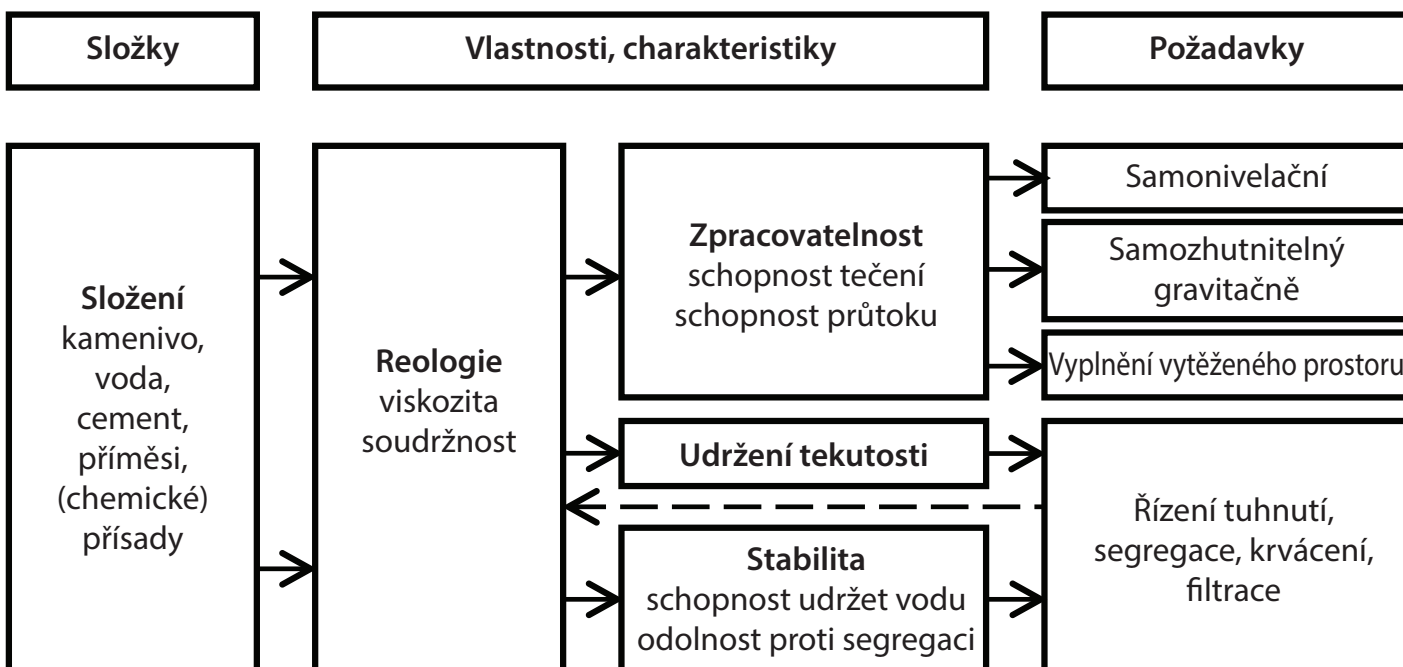 Složky
Vlastnosti, charakteristiky
Požadavky
Složení
kamenivo,
voda,
cement,
příměsi,
(chemické)
přísady
Reologie
viskozita
soudržnost
Zpracovatelnost
schopnost tečení
schopnost průtoku
Udržení tekutosti
Stabilita
schopnost udržet vodu
odolnost proti segregaci
Samonivelační
Samozhutnitelný
gravitačně
Vyplnění vytěženého prostoru
Řízení tuhnutí,
segregace, krvácení,
filtrace